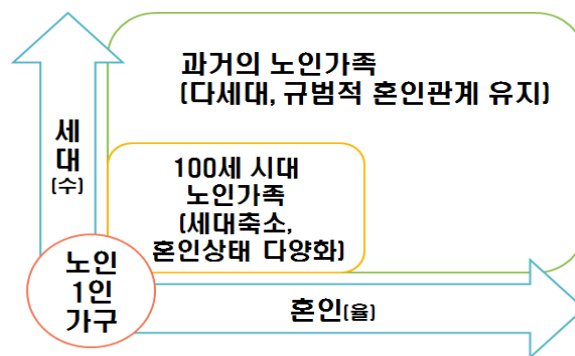 과거의 노인가족
(다세대, 규범적 혼인관계 유지)
세
대
(수)
100세 시대
노인가족
(세대축소,
혼인상태 다양화)
노인
1인
가구
혼인(율)